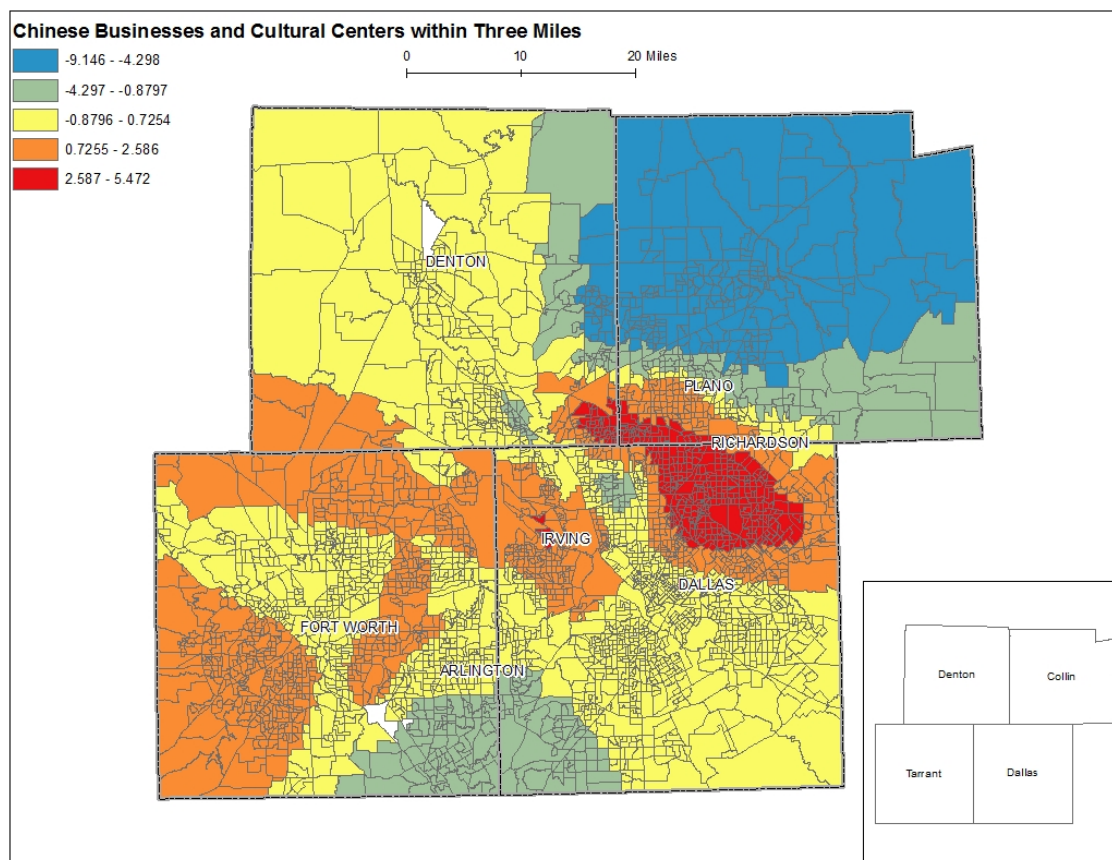 Chinese Businesses and Cultural Centers within Three Miles
-9.146 - -4.298
-4.297 - -0.8797
-0.8796 - 0.7254
0.7255 - 2.586
2.587 - 5.472
0 10 20 Miles
DENTON
PLANO
RICHARDSON
IRVING
DALLAS
FORT WORTH
ARLINGTON
Denton
Collin
Tarrant
Dallas